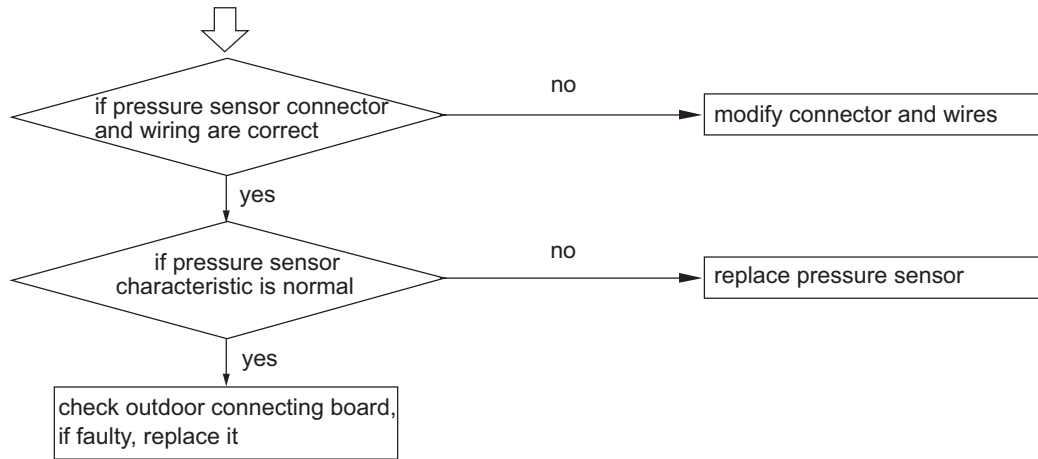 if pressure sensor connector
and wiring are correct
no
modify connector and wires
yes
if pressure sensor
characteristic is normal
no
replace pressure sensor
yes
check outdoor connecting board,
if faulty, replace it